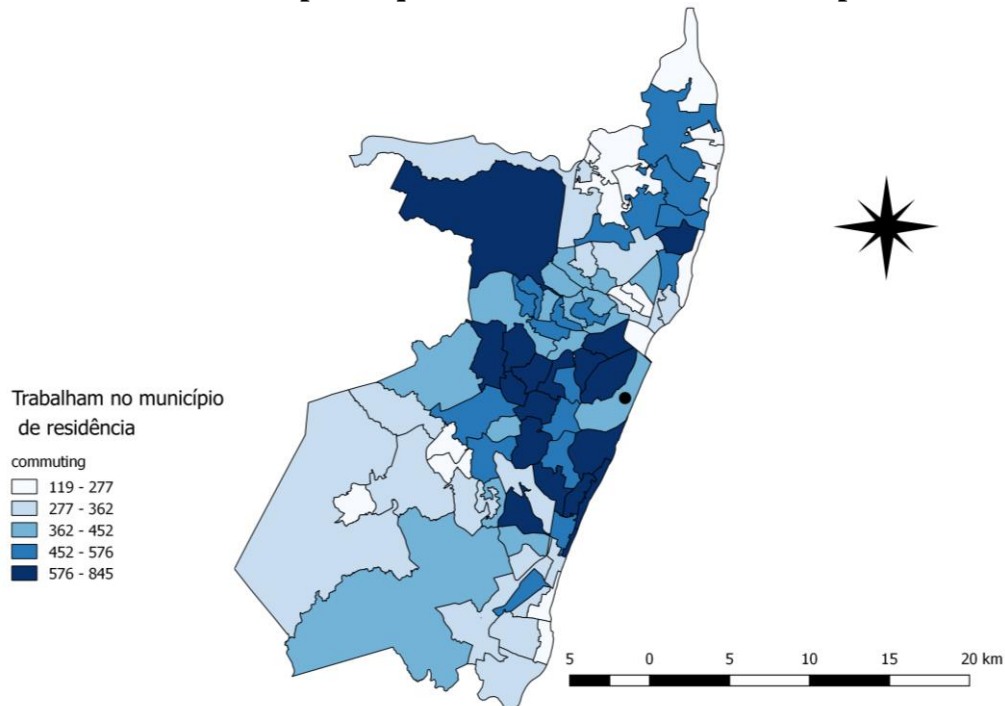 Trabalham no município
de residência
commuting
119 - 277
277 - 362
362 - 452
452 - 576
576 - 845
5 0 5 10 15 20 km